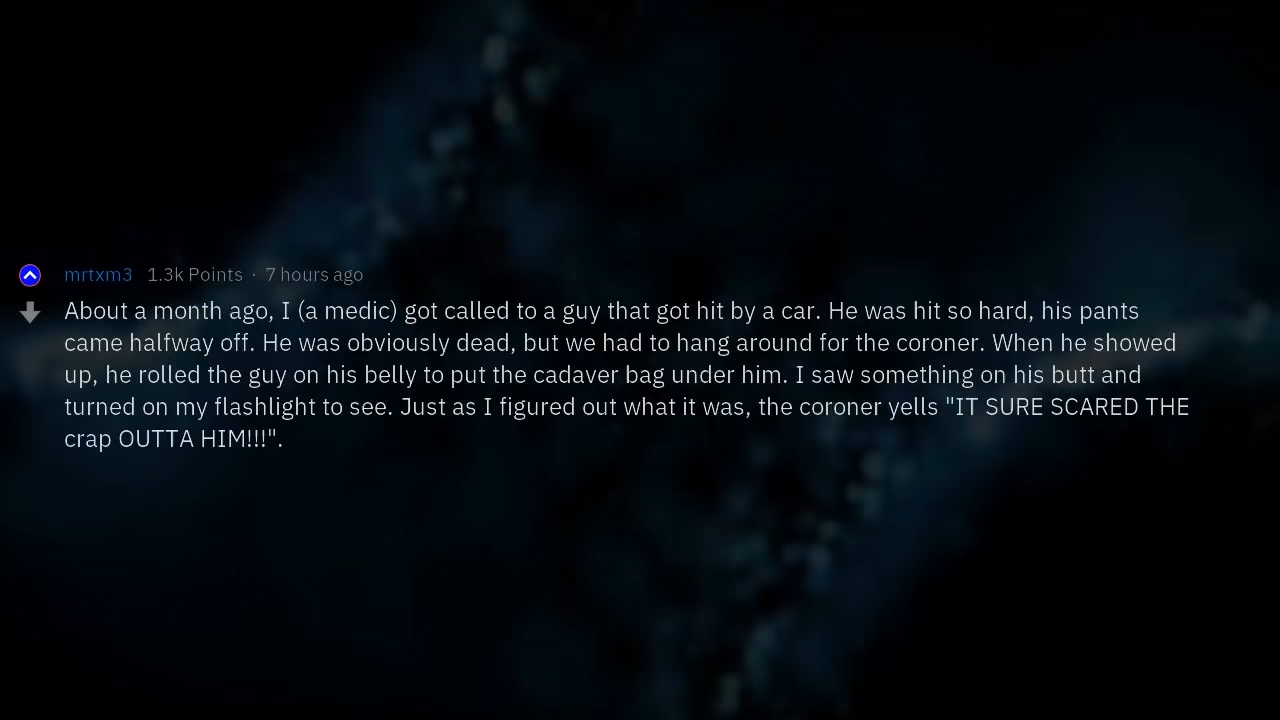 mrtxm3 1.3k Points · 7 hours ago
About a month ago, I (a medic) got called to a guy that got hit by a car. He was hit so hard, his pants
came halfway off. He was obviously dead, but we had to hang around for the coroner. When he showed
up, he rolled the guy on his belly to put the cadaver bag under him. I saw something on his butt and
turned on my flashlight to see. Just as I figured out what it was, the coroner yells "IT SURE SCARED THE
crap OUTTA HIM!!!".